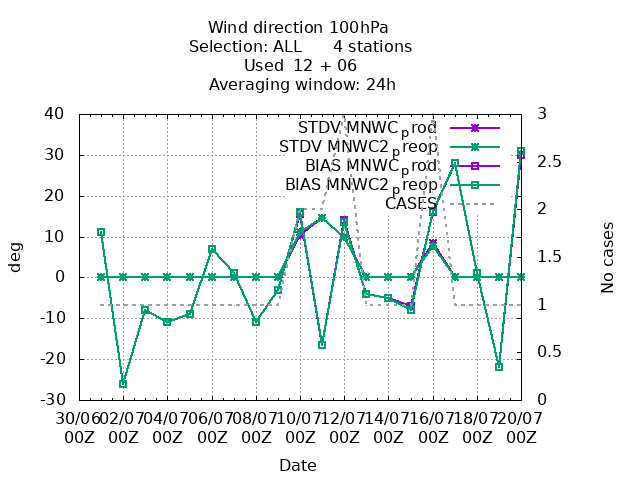 Wind direction 100hPa
Selection: ALL 4 stations
Used 12 + 06
Averaging window: 24h
STDV MNWC_prod
STDV MNWC2_preop
BIAS MNWC_prod
BIAS MNWC2_preop
CASES
40
30
20
10
0
-10
-20
-30
deg
3
2.5
2
1.5
1
0.5
0
No cases
30/06 02/07 04/07 06/07 08/07 10/07 12/07 14/07 16/07 18/07 20/07
00Z 00Z 00Z 00Z 00Z 00Z 00Z 00Z 00Z 00Z 00Z
Date